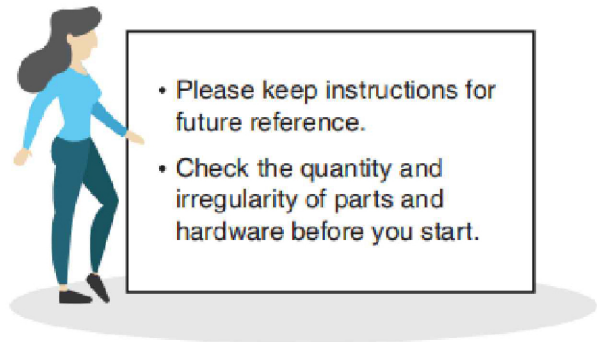 • Please keep instructions for
future reference.
• Check the quantity and
irregularity of parts and
hardware before you start.